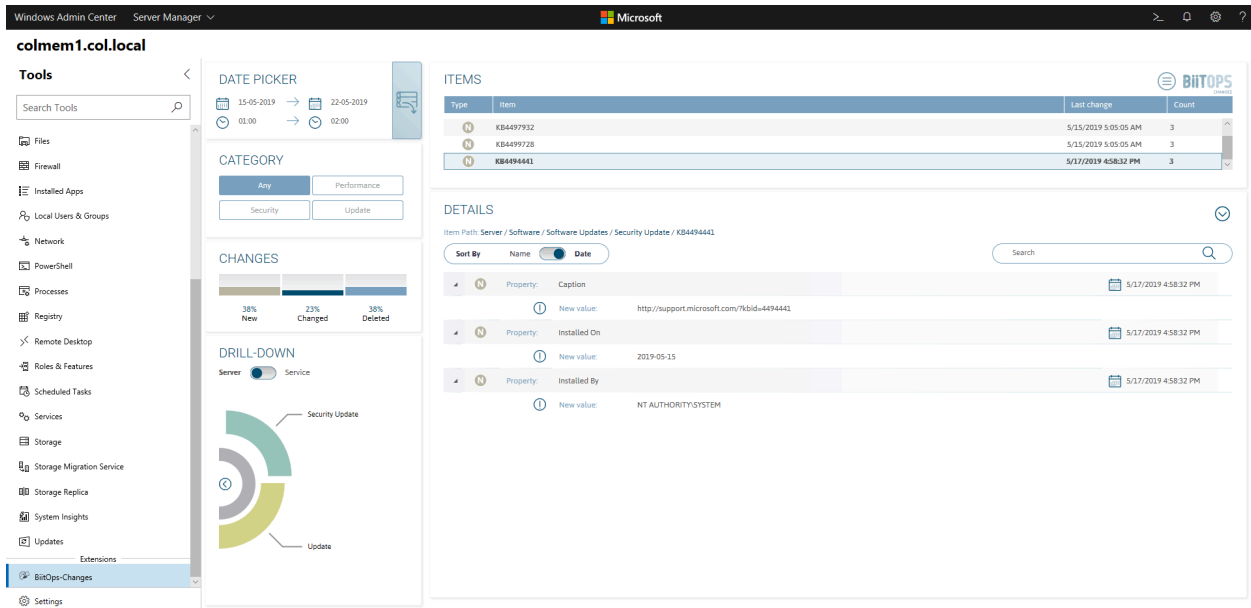 Windows Admin Center Server Manager Microsoft
colmem1.col.local
Tools
Search Tools
Files
Firewall
Installed Apps
Local Users & Groups
Network
PowerShell
Processes
Registry
Remote Desktop
Roles & Features
Scheduled Tasks
Services
Storage
Storage Migration Service
Storage Replica
System Insights
Updates
Extensions
BiitOps-Changes
Settings
DATE PICKER
15-05-2019 22-05-2019
01:00 02:00
CATEGORY
Any Performance
Security Update
CHANGES
38% 23% 38%
New Changed Deleted
DRILL-DOWN
Server Service
Security Update
Update
ITEMS
BiiTOPS
CHANGES
Type Item Last change Count
N KB4497932 5/15/2019 5:05:05 AM 3
N KB4499728 5/15/2019 5:05:05 AM 3
N KB4494441 5/17/2019 4:58:32 PM 3
DETAILS
Item Path: Server / Software / Software Updates / Security Update / KB4494441
Sort By Name Date Search
N Property: Caption 5/17/2019 4:58:32 PM
New value: http://support.microsoft.com/?kbid=4494441
N Property: Installed On 5/17/2019 4:58:32 PM
New value: 2019-05-15
N Property: Installed By 5/17/2019 4:58:32 PM
New value: NT AUTHORITY\SYSTEM